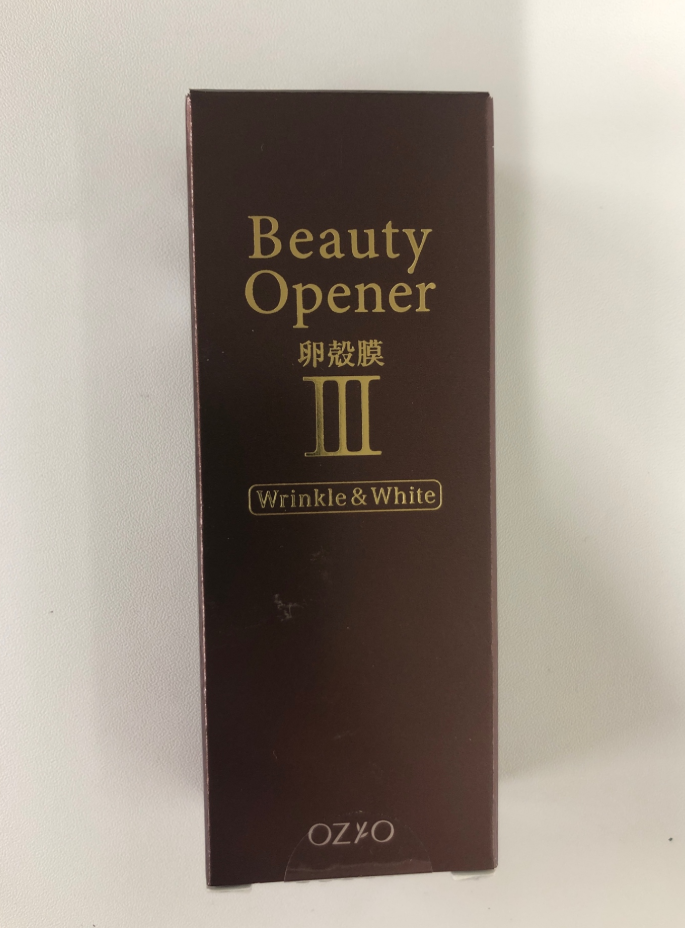 Beauty
Opener
卵殻膜
III
Wrinkle & White
OZIO